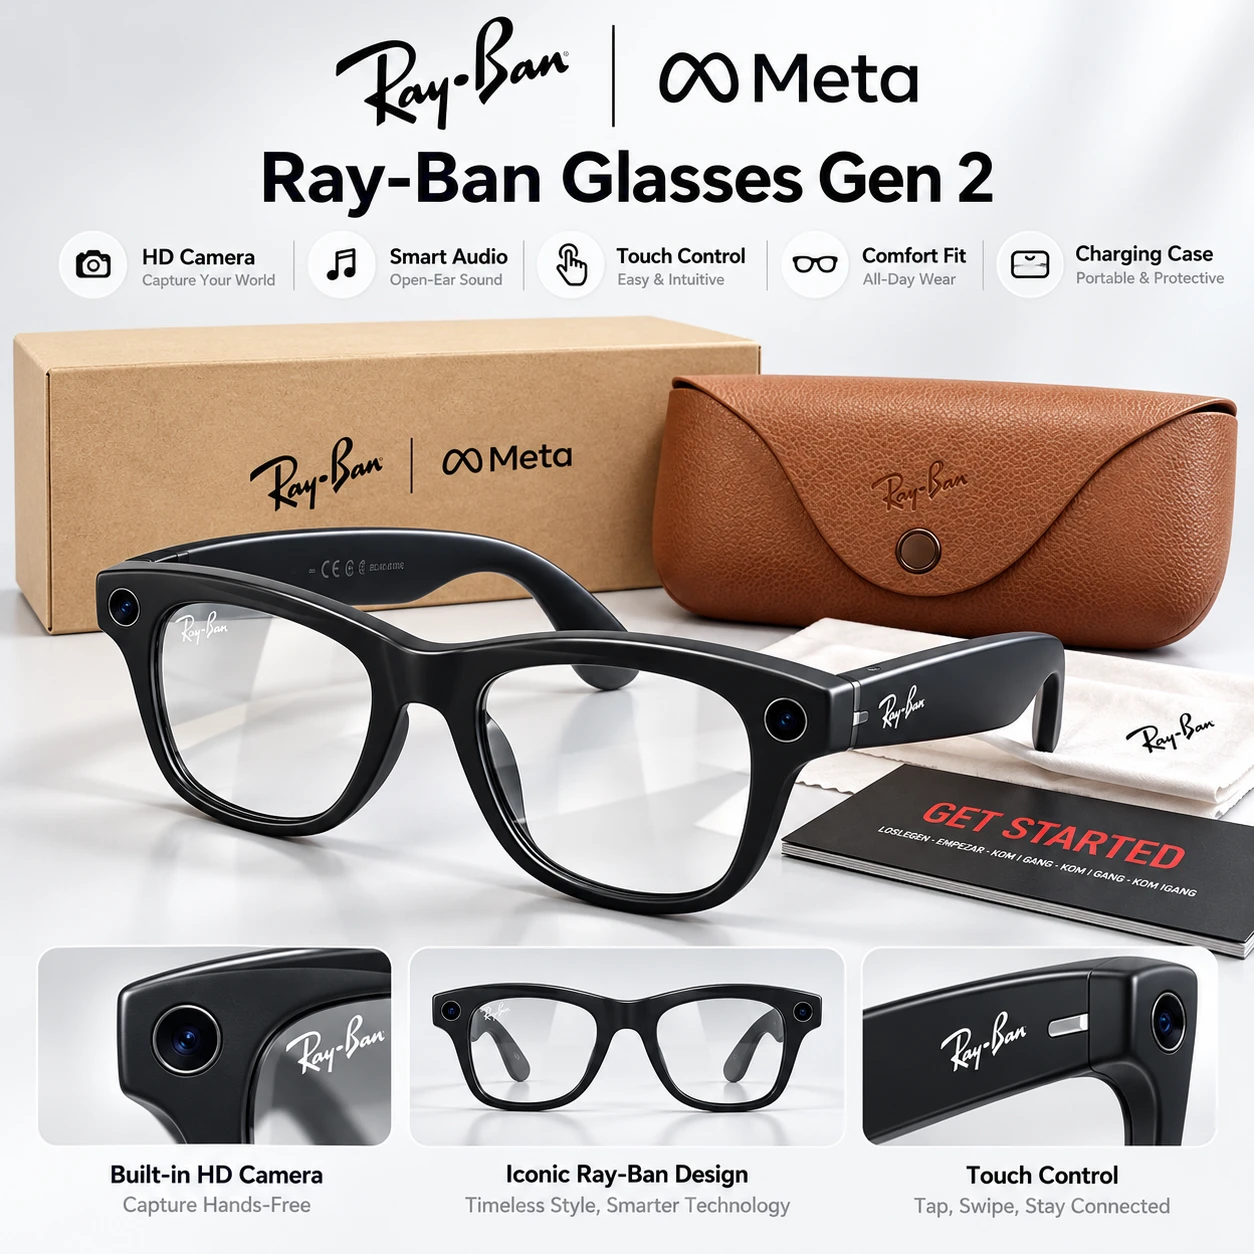 Ray-Ban | Meta
Ray-Ban Glasses Gen 2
HD Camera
Capture Your World
Smart Audio
Open-Ear Sound
Touch Control
Easy & Intuitive
Comfort Fit
All-Day Wear
Charging Case
Portable & Protective
Ray-Ban | Meta
Ray-Ban
CE
Ray-Ban
Ray-Ban
Ray-Ban
GET STARTED
LOSLEGEN - EMPEZAR - KOM I GANG - KOM I GANG - KOM IGANG
Ray-Ban
Ray-Ban
Ray-Ban
Built-in HD Camera
Capture Hands-Free
Iconic Ray-Ban Design
Timeless Style, Smarter Technology
Touch Control
Tap, Swipe, Stay Connected